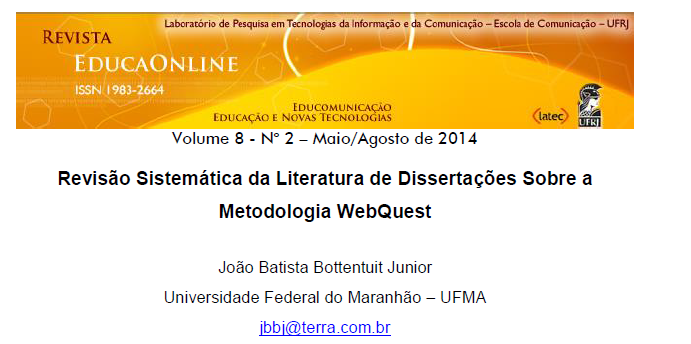 Laboratório de Pesquisa em Tecnologias da Informação e da Comunicação – Escola de Comunicação – UFRJ
REVISTA
EDUCAONLINE
ISSN 1983-2664
EDUCOMUNICAÇÃO
EDUCAÇÃO E NOVAS TECNOLOGIAS
(latec)
UFRJ
Volume 8 - Nº 2 – Maio/Agosto de 2014
Revisão Sistemática da Literatura de Dissertações Sobre a
Metodologia WebQuest
João Batista Bottentuit Junior
Universidade Federal do Maranhão – UFMA
jbbj@terra.com.br